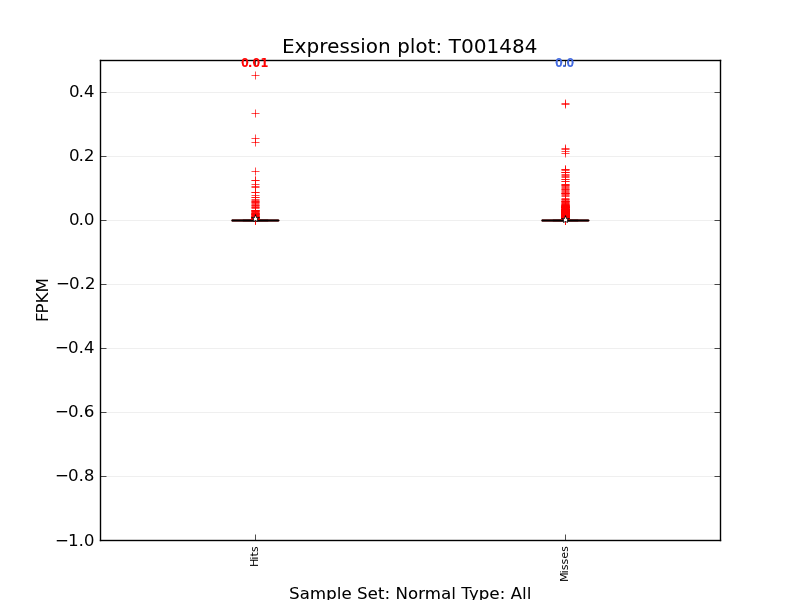 Expression plot: T001484
0.01
0.0
0.4
0.2
0.0
−0.2
−0.4
−0.6
−0.8
−1.0
FPKM
Hits
Misses
Sample Set: Normal Type: All